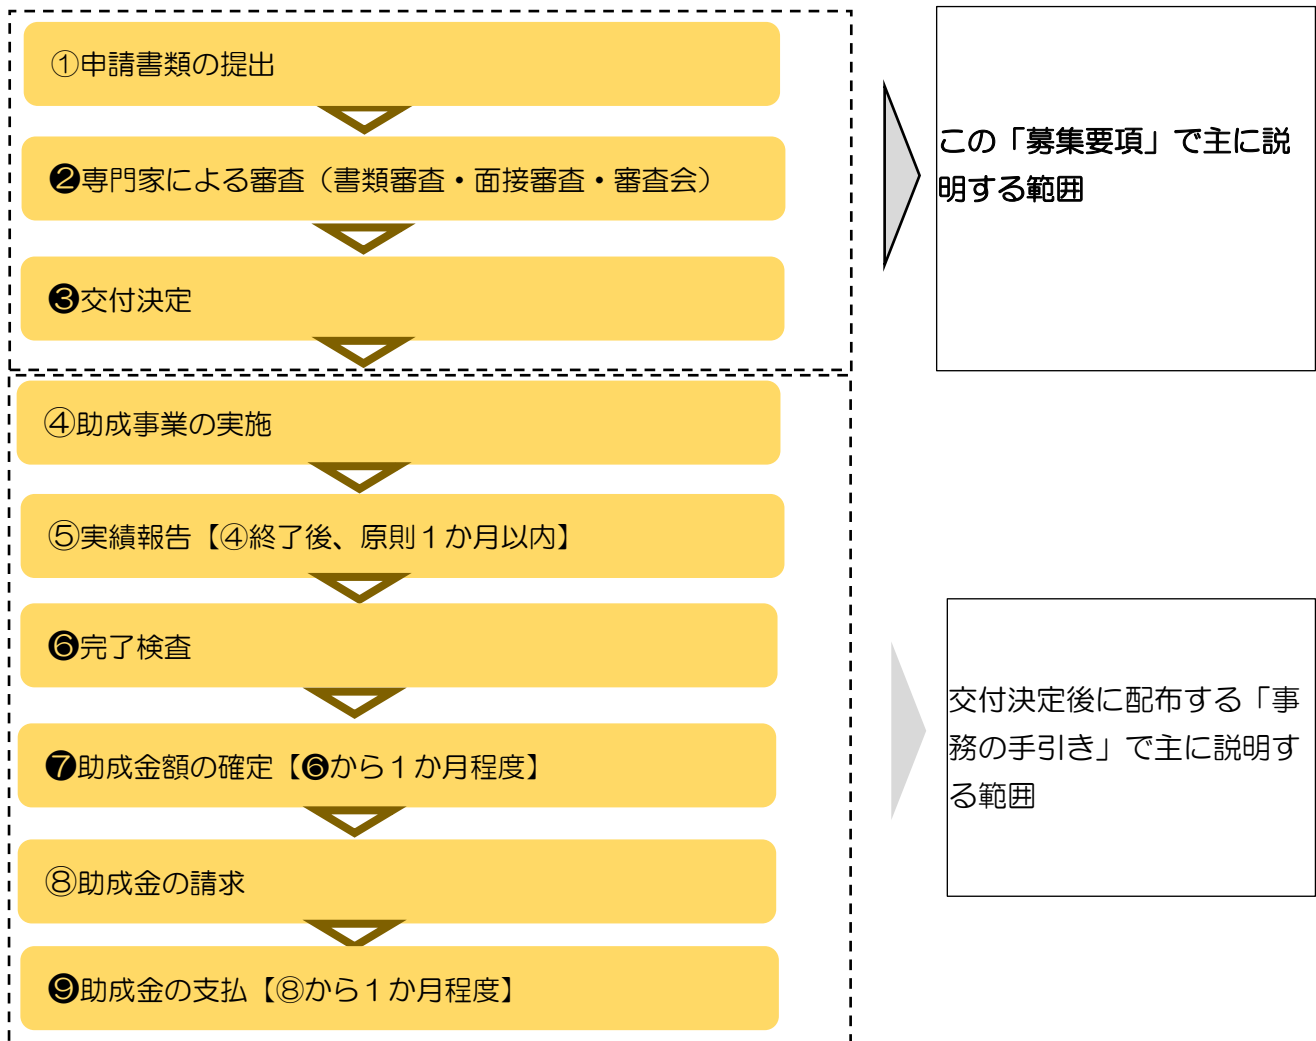 ①申請書類の提出
❷専門家による審査（書類審査・面接審査・審査会）
❸交付決定
この「募集要項」で主に説
明する範囲
④助成事業の実施
⑤実績報告【④終了後、原則１か月以内】
❻完了検査
❼助成金額の確定【❻から１か月程度】
⑧助成金の請求
❾助成金の支払【⑧から１か月程度】
交付決定後に配布する「事
務の手引き」で主に説明す
る範囲